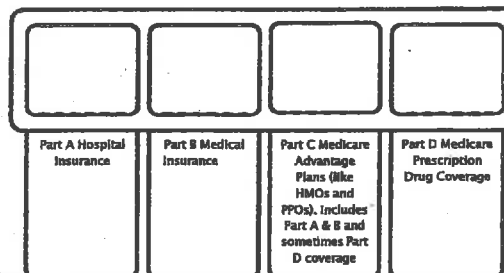 Part A Hospital
Insurance
Part B Medical
Insurance
Part C Medicare
Advantage
Plans (like
HMOs and
PPOs). Includes
Part A & B and
sometimes Part
D coverage
Part D Medicare
Prescription
Drug Coverage